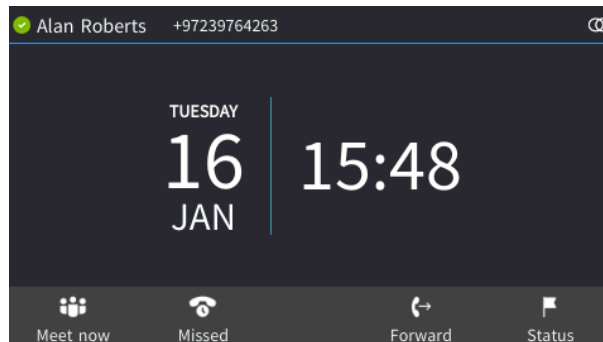 Alan Roberts +97239764263
TUESDAY
16
JAN
15:48
Meet now Missed Forward Status